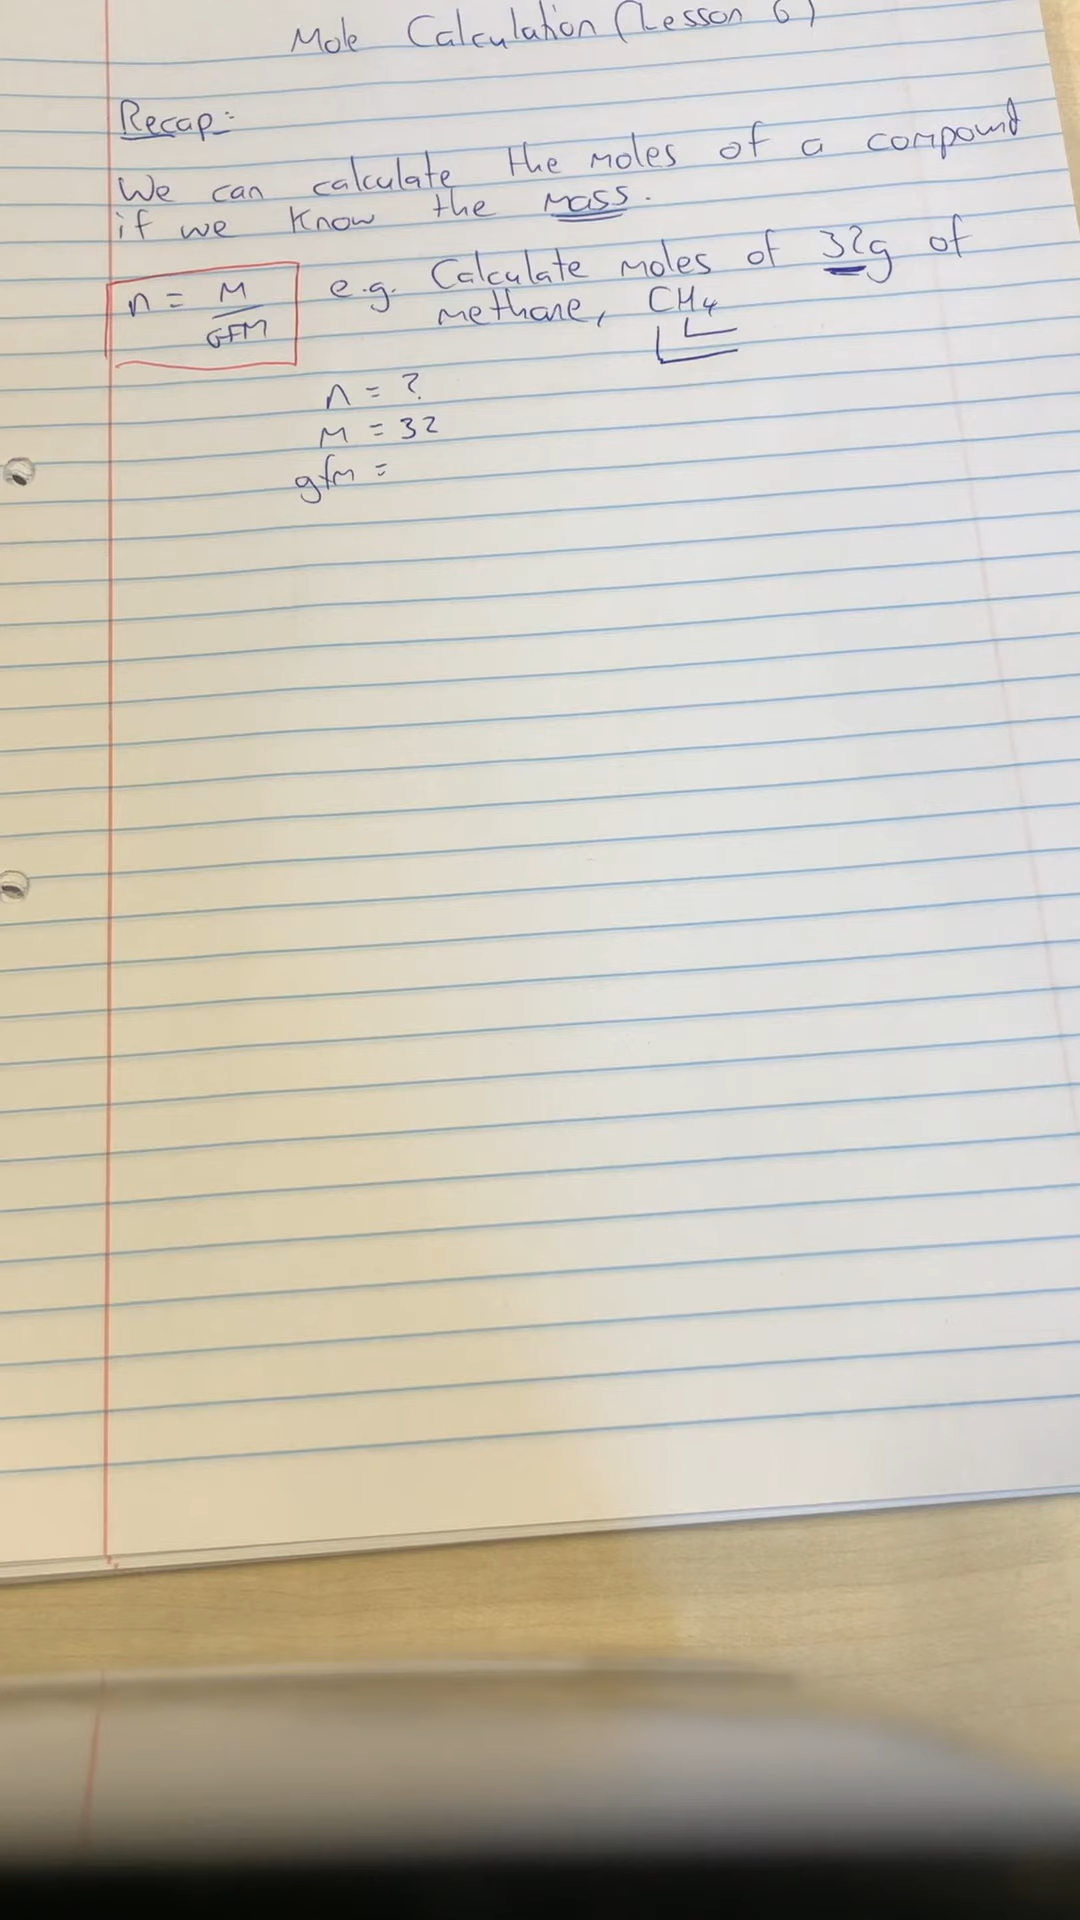 Mole Calculation (Lesson 6)
Recap:
We can calculate the moles of a compound
if we know the mass.
n = M
GFM
e.g. Calculate moles of 32g of
methane, CH₄
n = ?
M = 32
gfm =